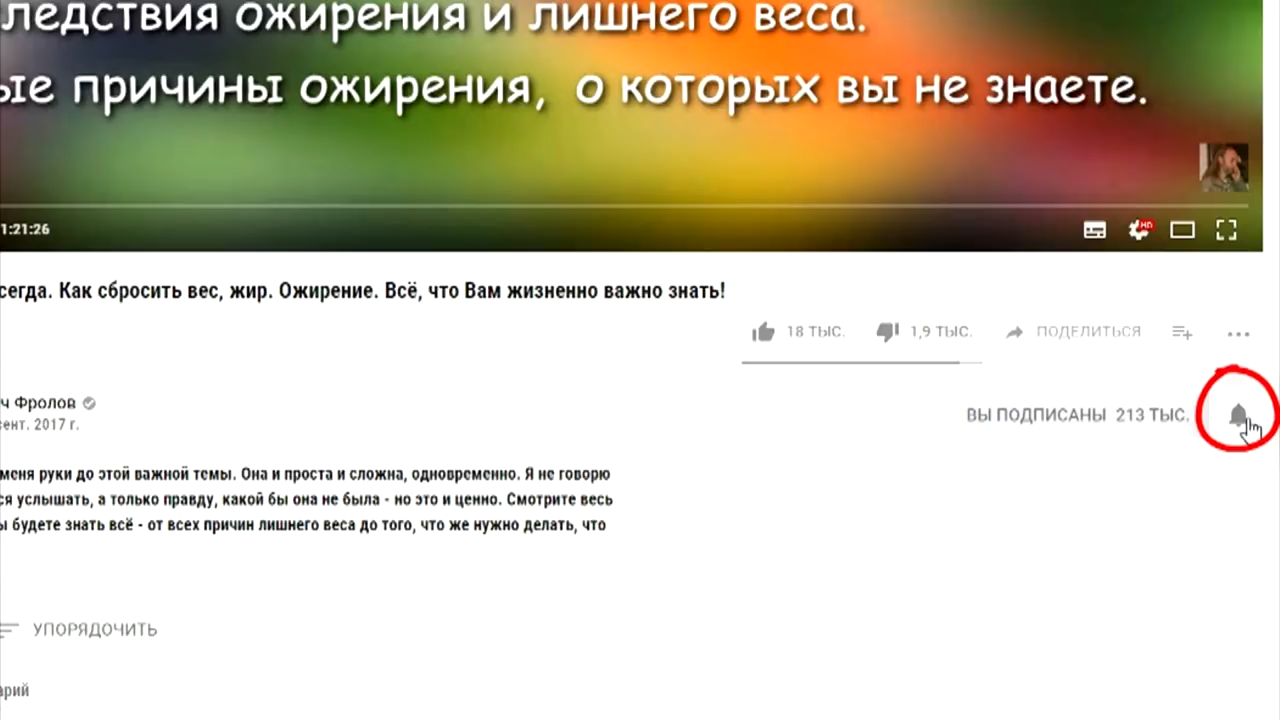 ледствия ожирения и лишнего веса.
ые причины ожирения, о которых вы не знаете.
1:21:26
HD
сегда. Как сбросить вес, жир. Ожирение. Всё, что Вам жизненно важно знать!
18 ТЫС. 1,9 ТЫС. ПОДЕЛИТЬСЯ
ч Фролов
сент. 2017 г.
ВЫ ПОДПИСАНЫ 213 ТЫС.
меня руки до этой важной темы. Она и проста и сложна, одновременно. Я не говорю
ся услышать, а только правду, какой бы она не была - но это и ценно. Смотрите весь
ы будете знать всё - от всех причин лишнего веса до того, что же нужно делать, что
УПОРЯДОЧИТЬ
арий